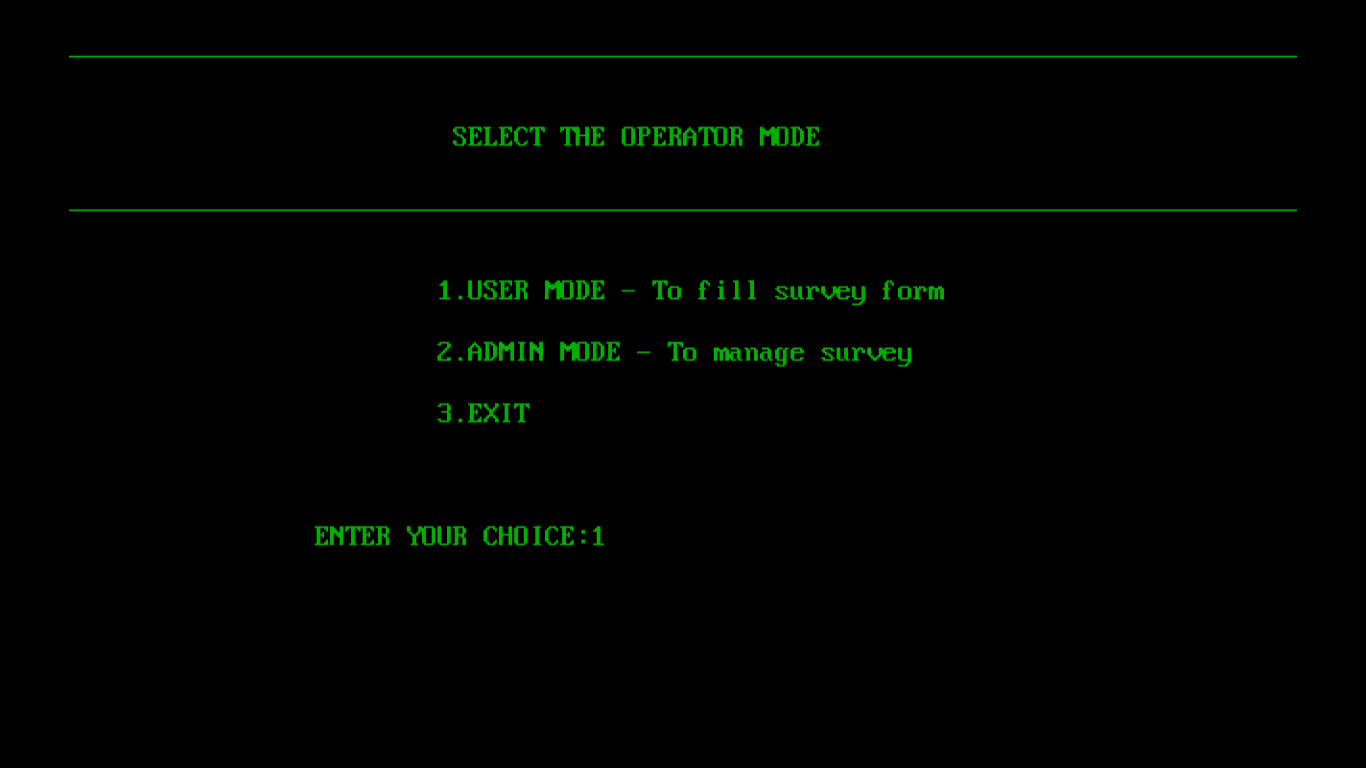 SELECT THE OPERATOR MODE
1.USER MODE - To fill survey form
2.ADMIN MODE - To manage survey
3.EXIT
ENTER YOUR CHOICE:1